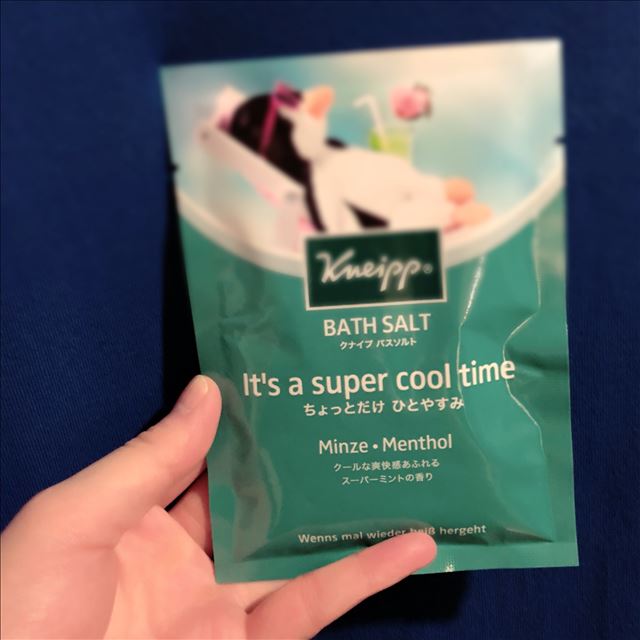 Kneipp®
BATH SALT
クナイプ バスソルト
It's a super cool time
ちょっとだけ ひとやすみ
Minze • Menthol
クールな爽快感あふれる
スーパーミントの香り
Wenns mal wieder heiß hergeht